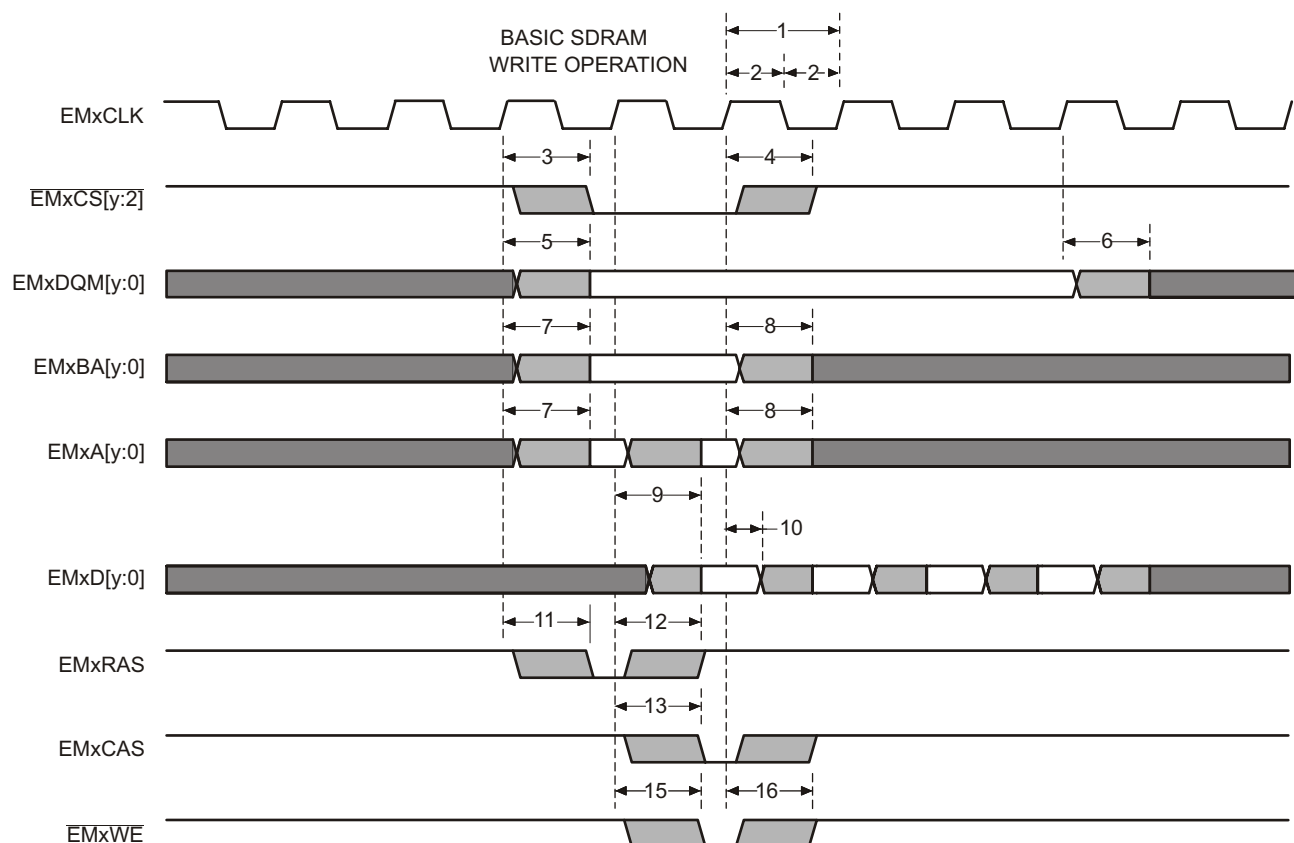 BASIC SDRAM
WRITE OPERATION
1
2 2
EMxCLK
3 4
EMxCS[y:2]
5 6
EMxDQM[y:0]
7 8
EMxBA[y:0]
7 8
EMxA[y:0]
9
10
EMxD[y:0]
11 12
EMxRAS
13
EMxCAS
15 16
EMxWE